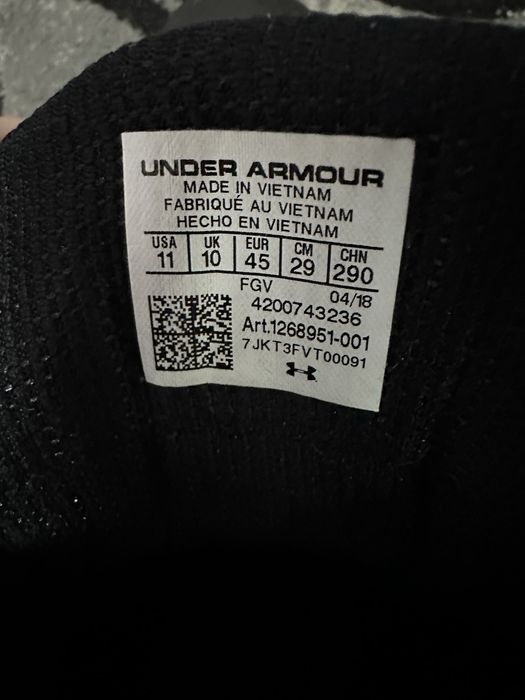 UNDER ARMOUR
MADE IN VIETNAM
FABRIQUÉ AU VIETNAM
HECHO EN VIETNAM
USA UK EUR CM CHN
11 10 45 29 290
FGV 04/18
4200743236
Art.1268951-001
7JKT3FVT00091